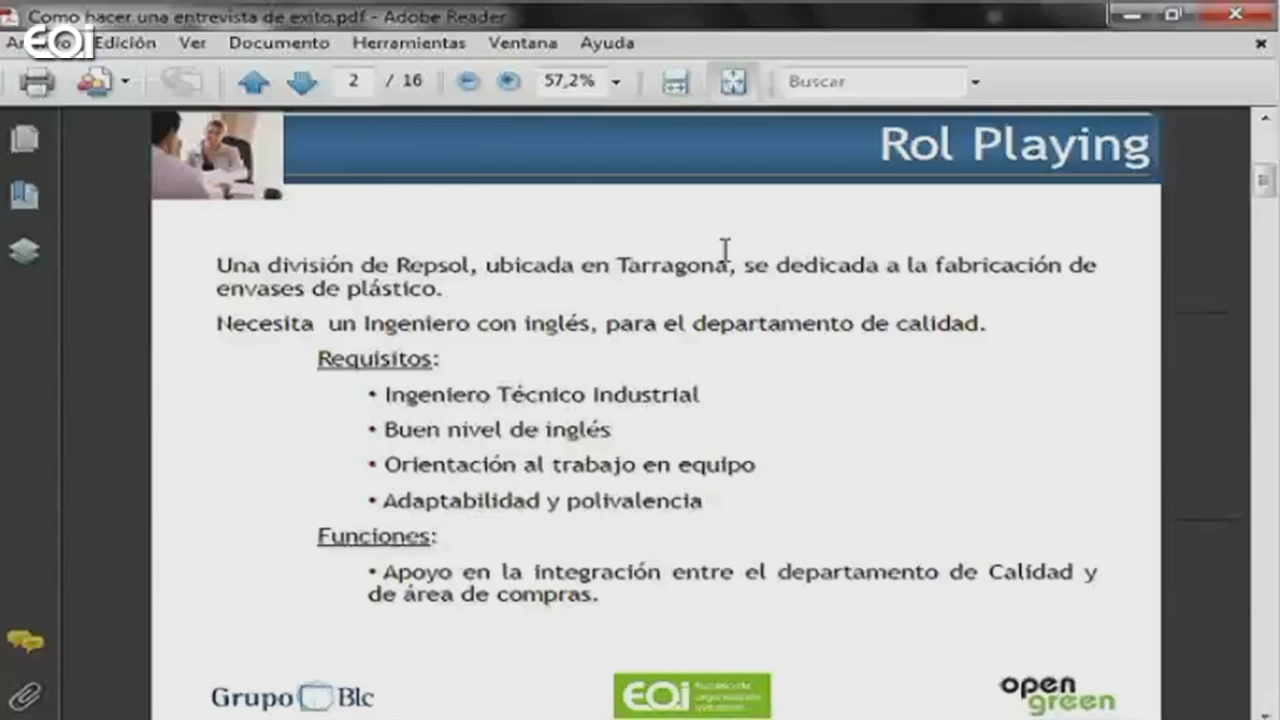 Como hacer una entrevista de exito.pdf - Adobe Reader
EOi
Edición Ver Documento Herramientas Ventana Ayuda
2 / 16 57,2% Buscar
Rol Playing
Una división de Repsol, ubicada en Tarragona, se dedicada a la fabricación de
envases de plástico.
Necesita un Ingeniero con inglés, para el departamento de calidad.
Requisitos:
• Ingeniero Técnico Industrial
• Buen nivel de inglés
• Orientación al trabajo en equipo
• Adaptabilidad y polivalencia
Funciones:
• Apoyo en la integración entre el departamento de Calidad y
de área de compras.
Grupo Blc
EOi
open
green